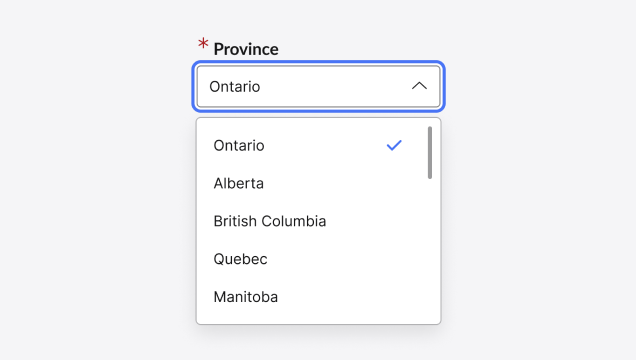 * Province
Ontario
Ontario
Alberta
British Columbia
Quebec
Manitoba